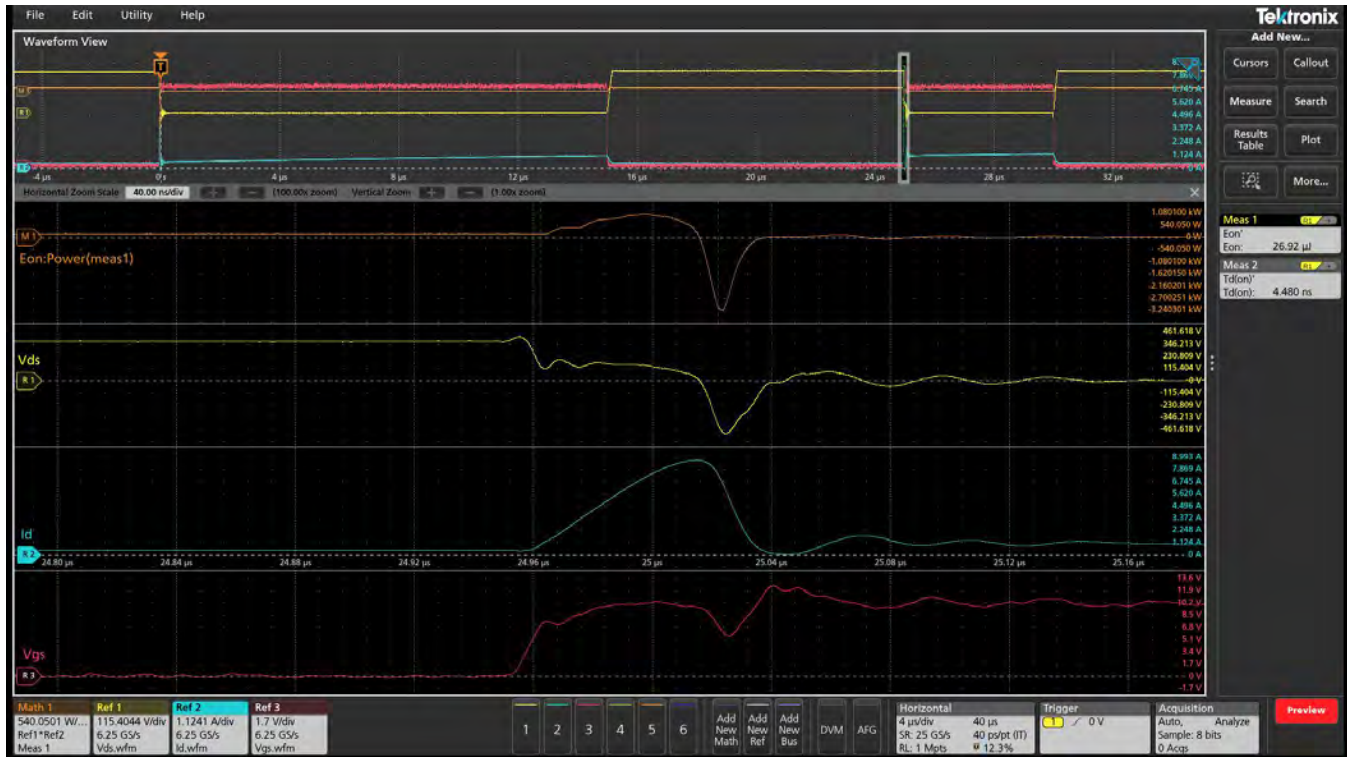 File Edit Utility Help
Tektronix
Waveform View
Add New...
Cursors Callout
Measure Search
Results Table Plot
More...
T
M1
R1
6.745 A
5.620 A
4.496 A
3.372 A
2.248 A
1.124 A
-4 µs 0 s 4 µs 8 µs 12 µs 16 µs 20 µs 24 µs 28 µs 32 µs
Horizontal Zoom Scale 40.00 ns/div (100.00x zoom) Vertical Zoom (1.00x zoom)
Meas 1 R1
Eon'
Eon: 26.92 µJ
Meas 2 R1
Td(on)'
Td(on): 4.480 ns
M1
Eon:Power(meas1)
1.080100 kW
540.050 W
0 W
-540.050 W
-1.080100 kW
-1.620150 kW
-2.160201 kW
-2.700251 kW
-3.240301 kW
Vds
R1
461.618 V
346.213 V
230.809 V
115.404 V
-0 V
-115.404 V
-230.809 V
-346.213 V
-461.618 V
Id
R2
8.993 A
7.869 A
6.745 A
5.620 A
4.496 A
3.372 A
2.248 A
1.124 A
0 A
24.80 µs 24.84 µs 24.88 µs 24.92 µs 24.96 µs 25 µs 25.04 µs 25.08 µs 25.12 µs 25.16 µs
Vgs
R3
13.6 V
11.9 V
10.2 V
8.5 V
6.8 V
5.1 V
3.4 V
1.7 V
0 V
-1.7 V
Math 1
540.0501 W/...
Ref1*Ref2
Meas 1
Ref 1
115.4044 V/div
6.25 GS/s
Vds.wfm
Ref 2
1.1241 A/div
6.25 GS/s
Id.wfm
Ref 3
1.7 V/div
6.25 GS/s
Vgs.wfm
1 2 3 4 5 6
Add New Math
Add New Ref
Add New Bus
DVM AFG
Horizontal
4 µs/div 40 µs
SR: 25 GS/s 40 ps/pt (IT)
RL: 1 Mpts 12.3%
Trigger
1 0 V
Acquisition
Auto, Analyze
Sample: 8 bits
0 Acqs
Preview